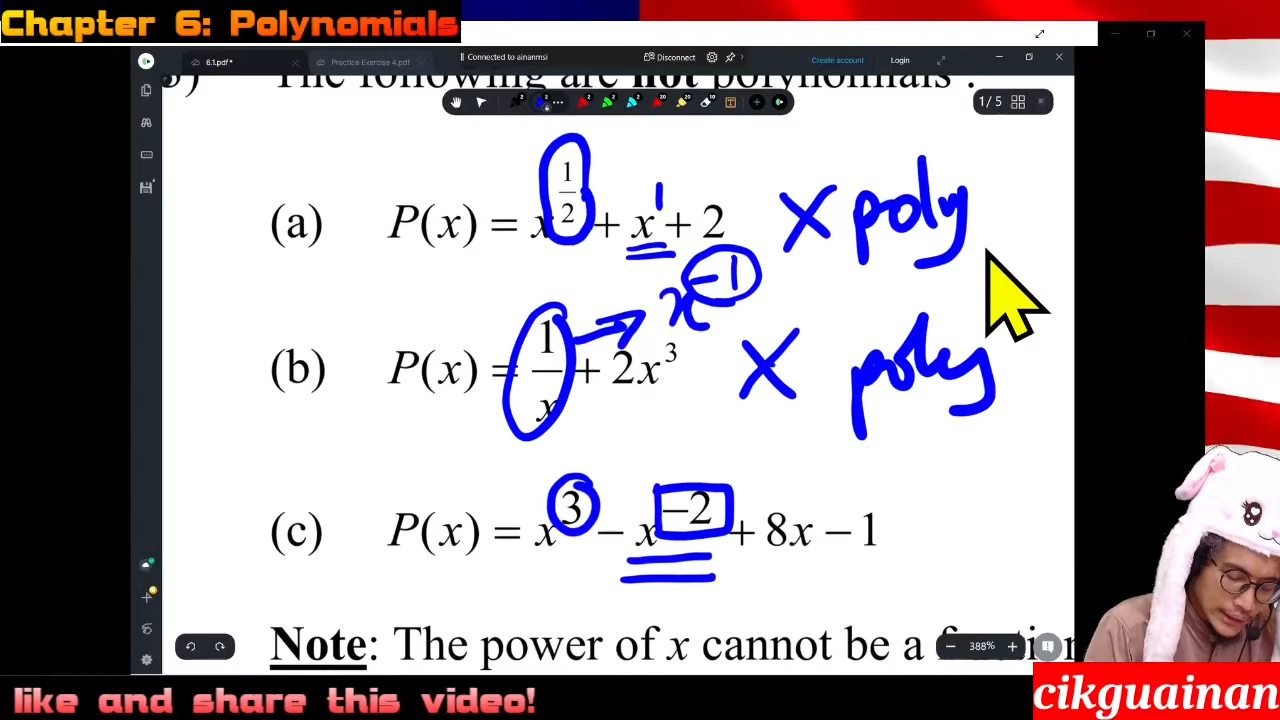 Chapter 6: Polynomials
6.1.pdf*
Practice Exercise 4.pdf
Connected to ainanmsi
Disconnect
Create account
Login
The following are not polynomials :
1/5
(a) P(x) = x^{1/2} + x^1 + 2 X poly
x^{-1}
(b) P(x) = 1/x + 2x^3 X poly
(c) P(x) = x^3 − x^{−2} + 8x − 1
Note: The power of x cannot be a
388%
like and share this video!
cikguainan